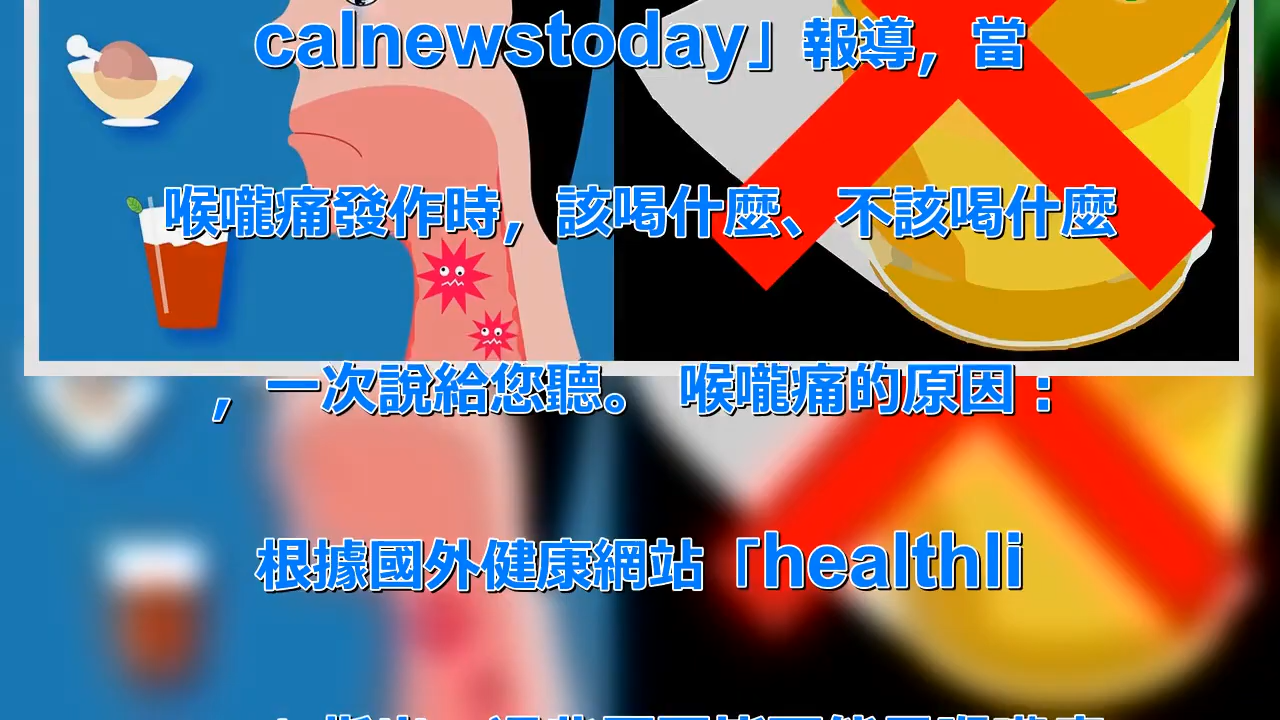 calnewstoday」報導，當
喉嚨痛發作時，該喝什麼、不該喝什麼
，一次說給您聽。 喉嚨痛的原因：
根據國外健康網站「healthli